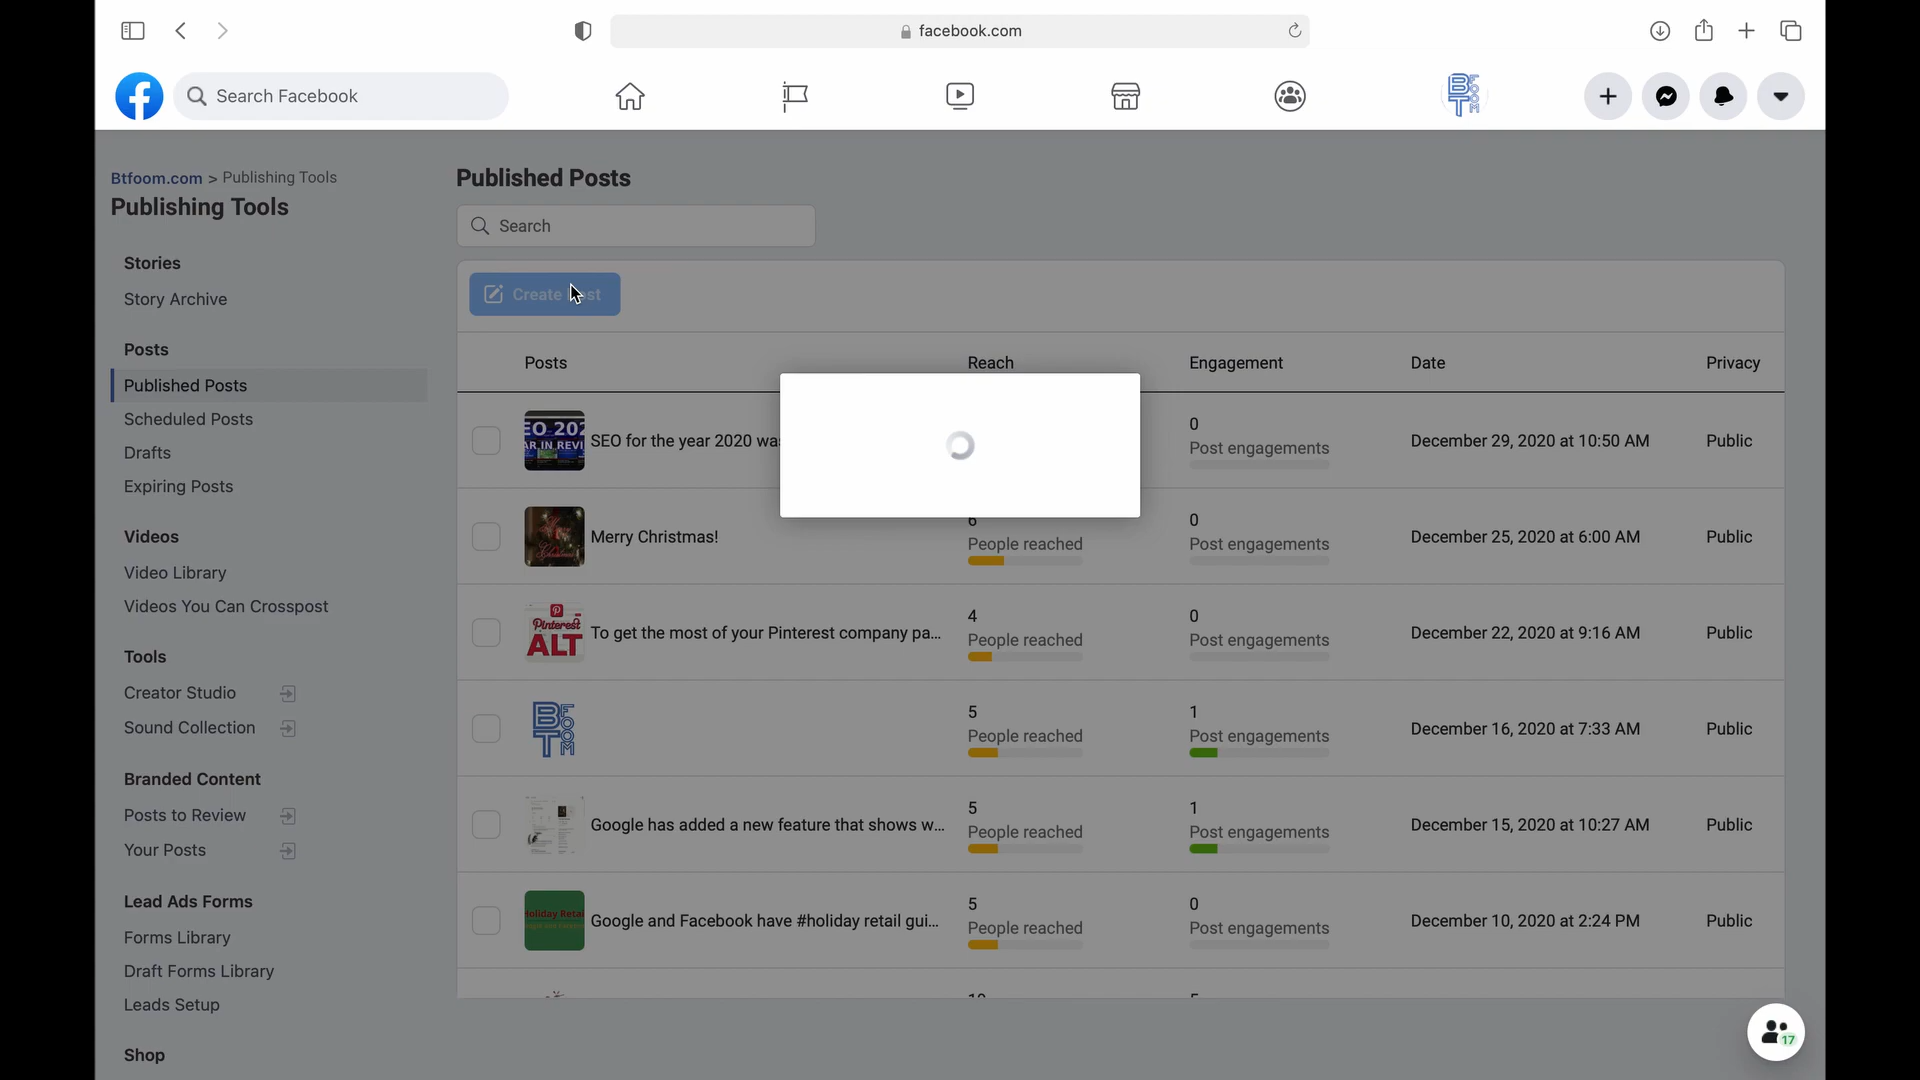 facebook.com
Search Facebook
Btfoom.com > Publishing Tools
Publishing Tools
Stories
Story Archive
Posts
Published Posts
Scheduled Posts
Drafts
Expiring Posts
Videos
Video Library
Videos You Can Crosspost
Tools
Creator Studio
Sound Collection
Branded Content
Posts to Review
Your Posts
Lead Ads Forms
Forms Library
Draft Forms Library
Leads Setup
Shop
Published Posts
Search
Create
Posts Reach Engagement Date Privacy
SEO for the year 2020 was
0
Post engagements
December 29, 2020 at 10:50 AM
Public
Merry Christmas!
6
People reached
0
Post engagements
December 25, 2020 at 6:00 AM
Public
Pinterest
ALT
To get the most of your Pinterest company pa...
4
People reached
0
Post engagements
December 22, 2020 at 9:16 AM
Public
5
People reached
1
Post engagements
December 16, 2020 at 7:33 AM
Public
Google has added a new feature that shows w...
5
People reached
1
Post engagements
December 15, 2020 at 10:27 AM
Public
Google and Facebook have #holiday retail gui...
5
People reached
0
Post engagements
December 10, 2020 at 2:24 PM
Public
17